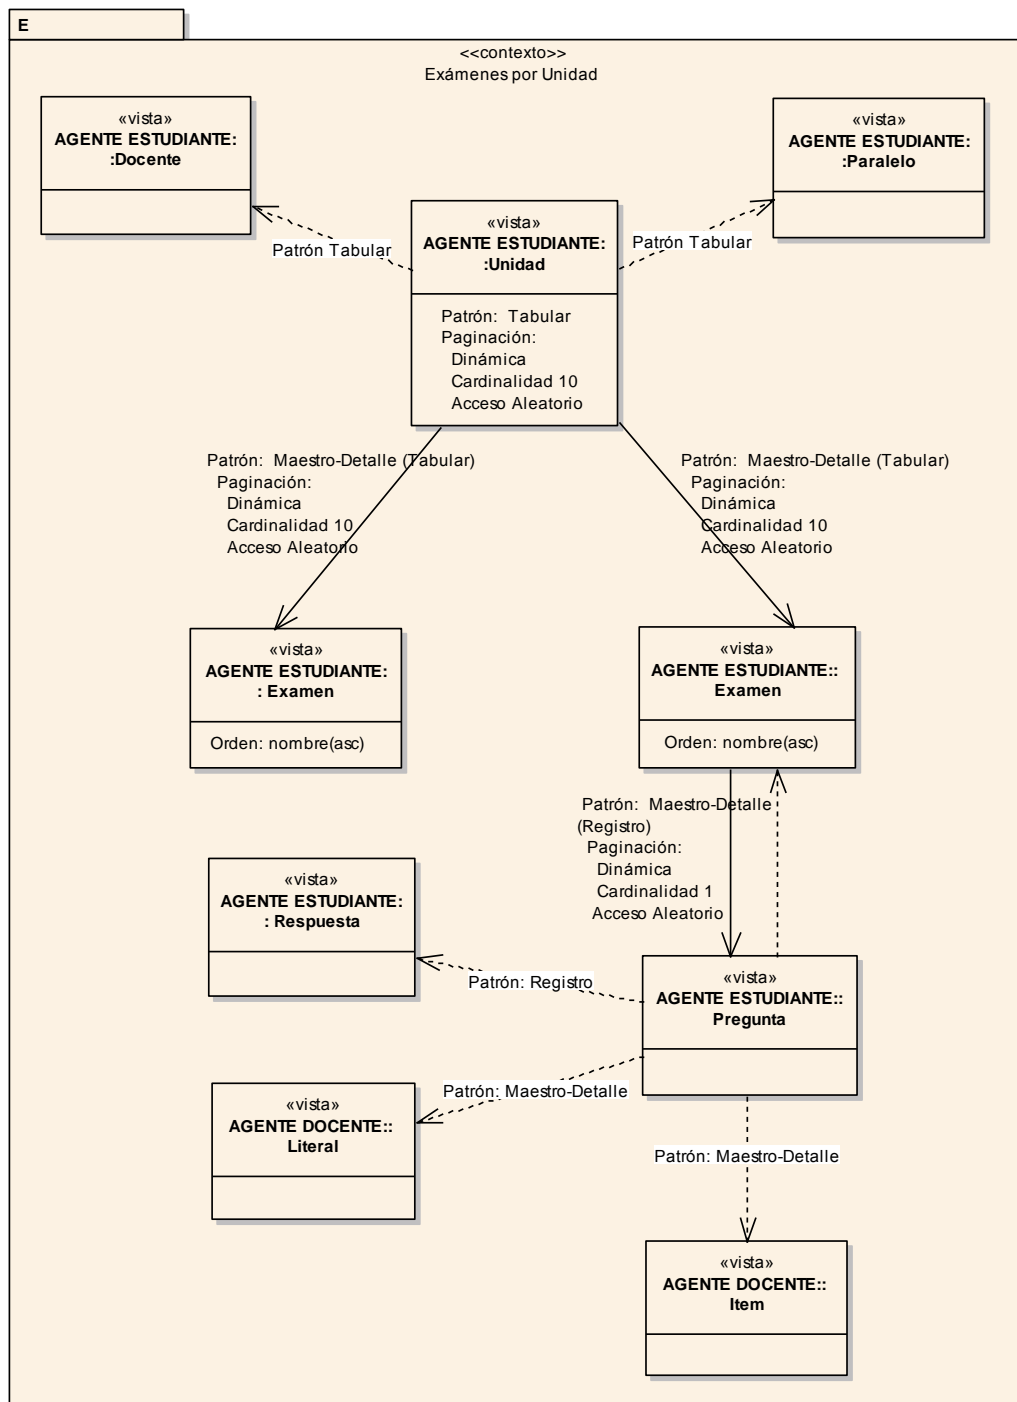 E
<<contexto>>
Exámenes por Unidad
«vista»
AGENTE ESTUDIANTE:
:Docente
«vista»
AGENTE ESTUDIANTE:
:Paralelo
«vista»
AGENTE ESTUDIANTE:
:Unidad
Patrón Tabular
Patrón Tabular
Patrón: Tabular
Paginación:
Dinámica
Cardinalidad 10
Acceso Aleatorio
Patrón: Maestro-Detalle (Tabular)
Paginación:
Dinámica
Cardinalidad 10
Acceso Aleatorio
Patrón: Maestro-Detalle (Tabular)
Paginación:
Dinámica
Cardinalidad 10
Acceso Aleatorio
«vista»
AGENTE ESTUDIANTE:
: Examen
Orden: nombre(asc)
«vista»
AGENTE ESTUDIANTE::
Examen
Orden: nombre(asc)
Patrón: Maestro-Detalle
(Registro)
Paginación:
Dinámica
Cardinalidad 1
Acceso Aleatorio
«vista»
AGENTE ESTUDIANTE:
: Respuesta
Patrón: Registro
«vista»
AGENTE ESTUDIANTE::
Pregunta
Patrón: Maestro-Detalle
«vista»
AGENTE DOCENTE::
Literal
Patrón: Maestro-Detalle
«vista»
AGENTE DOCENTE::
Item